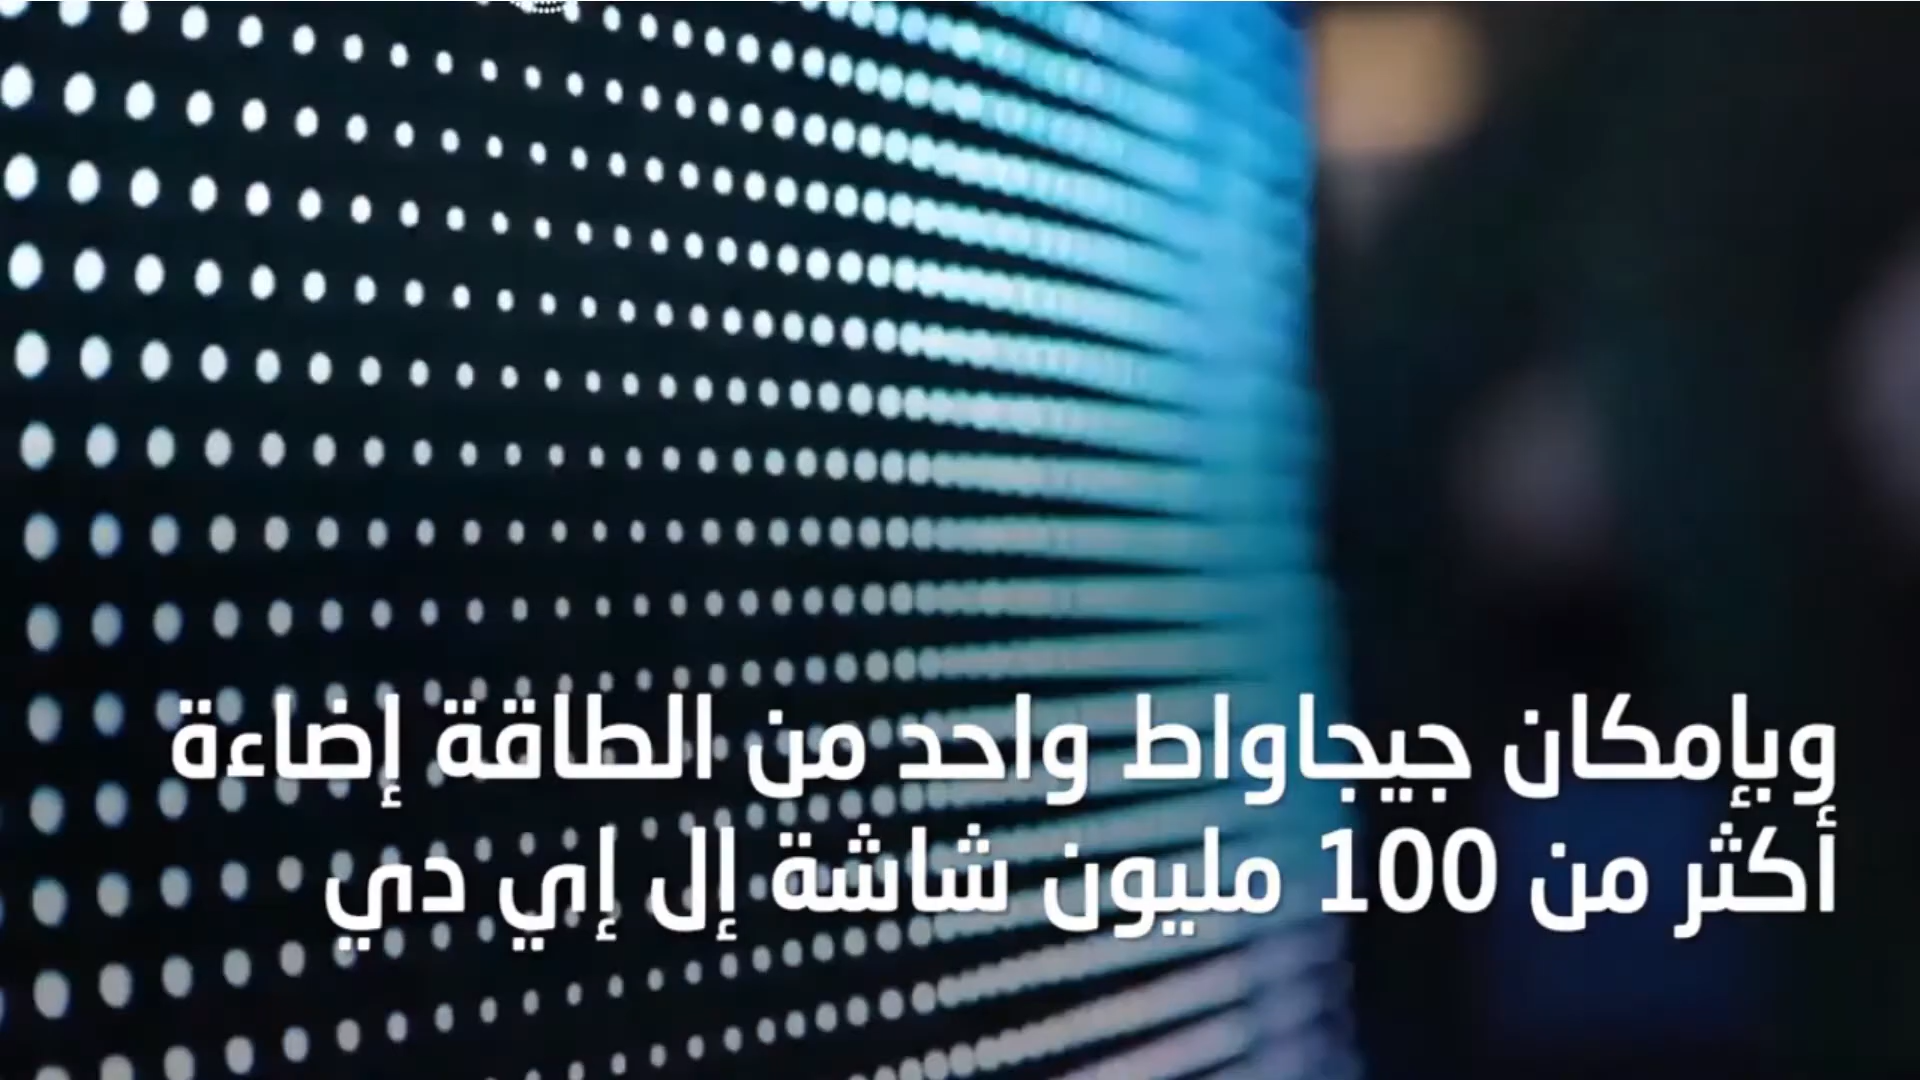 وبإمكان جيجاواط واحد من الطاقة إضاءة
أكثر من 100 مليون شاشة إل إي دي